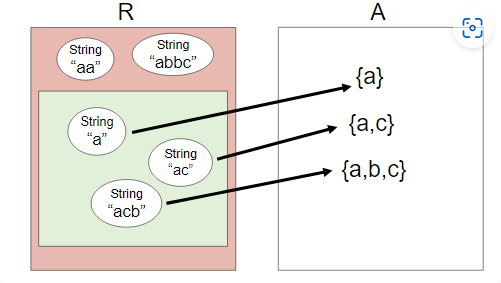 R
A
String
“aa”
String
“abbc”
String
“a”
String
“ac”
String
“acb”
{a}
{a,c}
{a,b,c}